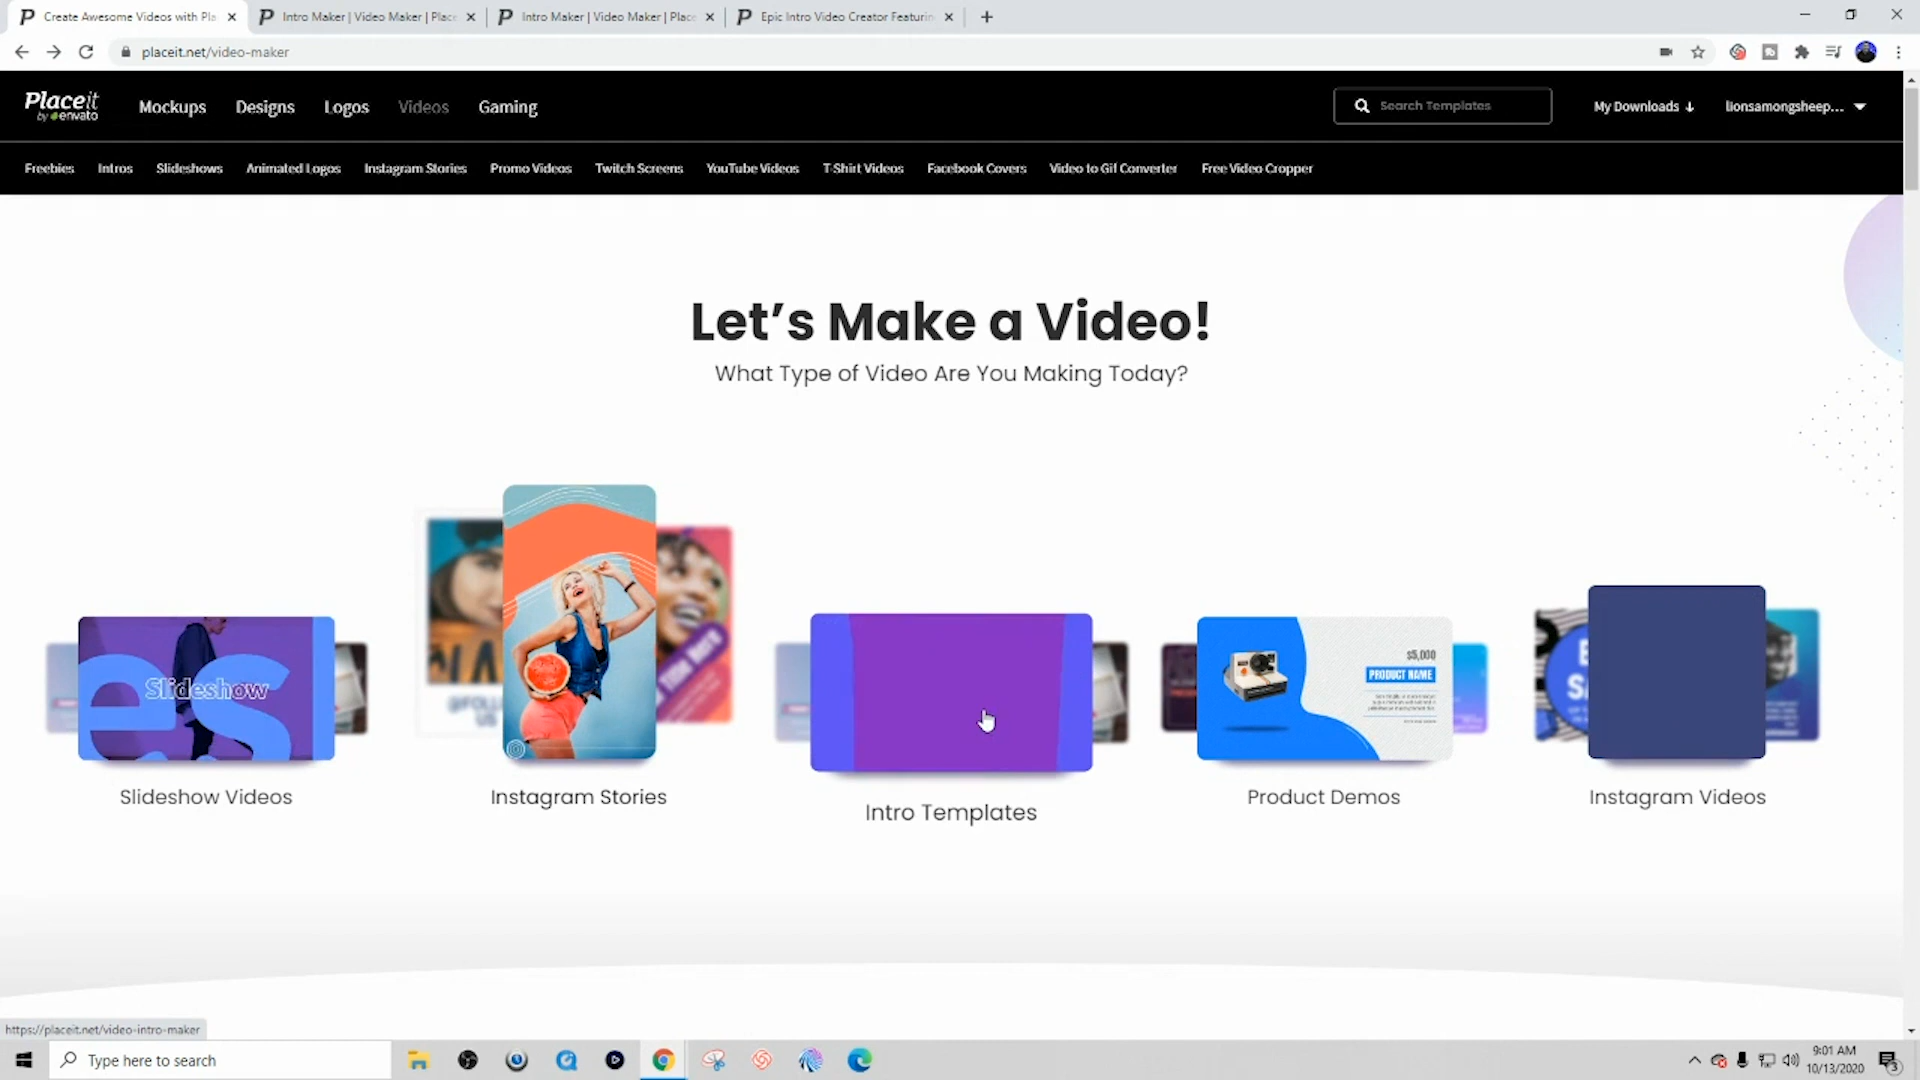 Create Awesome Videos with Pla
Intro Maker | Video Maker | Place
Intro Maker | Video Maker | Place
Epic Intro Video Creator Featurin
placeit.net/video-maker
Placeit
by envato
Mockups
Designs
Logos
Videos
Gaming
Search Templates
My Downloads
lionsamongsheep...
Freebies
Intros
Slideshows
Animated Logos
Instagram Stories
Promo Videos
Twitch Screens
YouTube Videos
T-Shirt Videos
Facebook Covers
Video to Gif Converter
Free Video Cropper
Let's Make a Video!
What Type of Video Are You Making Today?
es
Slideshow
$5,000
PRODUCT NAME
Slideshow Videos
Instagram Stories
Intro Templates
Product Demos
Instagram Videos
https://placeit.net/video-intro-maker
Type here to search
9:01 AM
10/13/2020
3